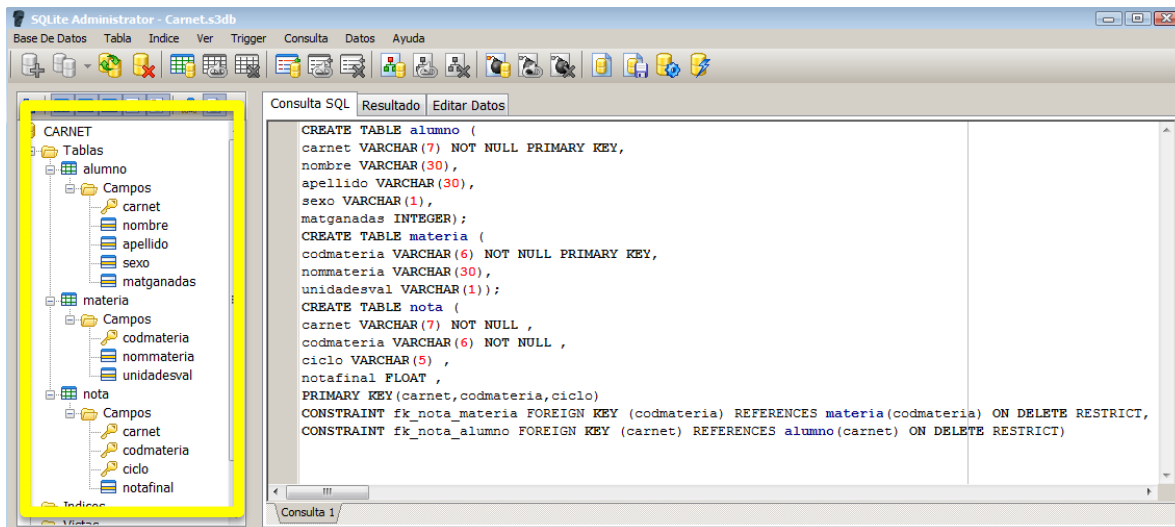 SQLite Administrator - Carnet.s3db
Base De Datos Tabla Indice Ver Trigger Consulta Datos Ayuda
CARNET
Tablas
alumno
Campos
carnet
nombre
apellido
sexo
matganadas
materia
Campos
codmateria
nommateria
unidadesval
nota
Campos
carnet
codmateria
ciclo
notafinal
Indices
Vistas
Consulta SQL Resultado Editar Datos
CREATE TABLE alumno (
carnet VARCHAR(7) NOT NULL PRIMARY KEY,
nombre VARCHAR(30),
apellido VARCHAR(30),
sexo VARCHAR(1),
matganadas INTEGER);
CREATE TABLE materia (
codmateria VARCHAR(6) NOT NULL PRIMARY KEY,
nommateria VARCHAR(30),
unidadesval VARCHAR(1));
CREATE TABLE nota (
carnet VARCHAR(7) NOT NULL ,
codmateria VARCHAR(6) NOT NULL ,
ciclo VARCHAR(5) ,
notafinal FLOAT ,
PRIMARY KEY(carnet,codmateria,ciclo)
CONSTRAINT fk_nota_materia FOREIGN KEY (codmateria) REFERENCES materia(codmateria) ON DELETE RESTRICT,
CONSTRAINT fk_nota_alumno FOREIGN KEY (carnet) REFERENCES alumno(carnet) ON DELETE RESTRICT)
Consulta 1